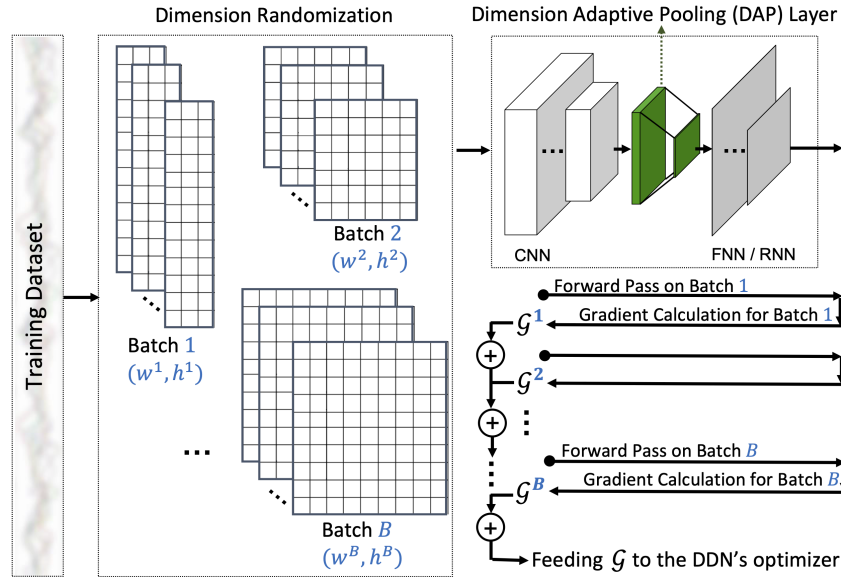 Dimension Randomization
Dimension Adaptive Pooling (DAP) Layer
Training Dataset
Batch 1
(w¹, h¹)
Batch 2
(w², h²)
...
Batch B
(wᴮ, hᴮ)
CNN
FNN / RNN
Forward Pass on Batch 1
Gradient Calculation for Batch 1
𝒢¹
+
𝒢²
+
Forward Pass on Batch B
Gradient Calculation for Batch B
𝒢ᴮ
+
Feeding 𝒢 to the DDN's optimizer